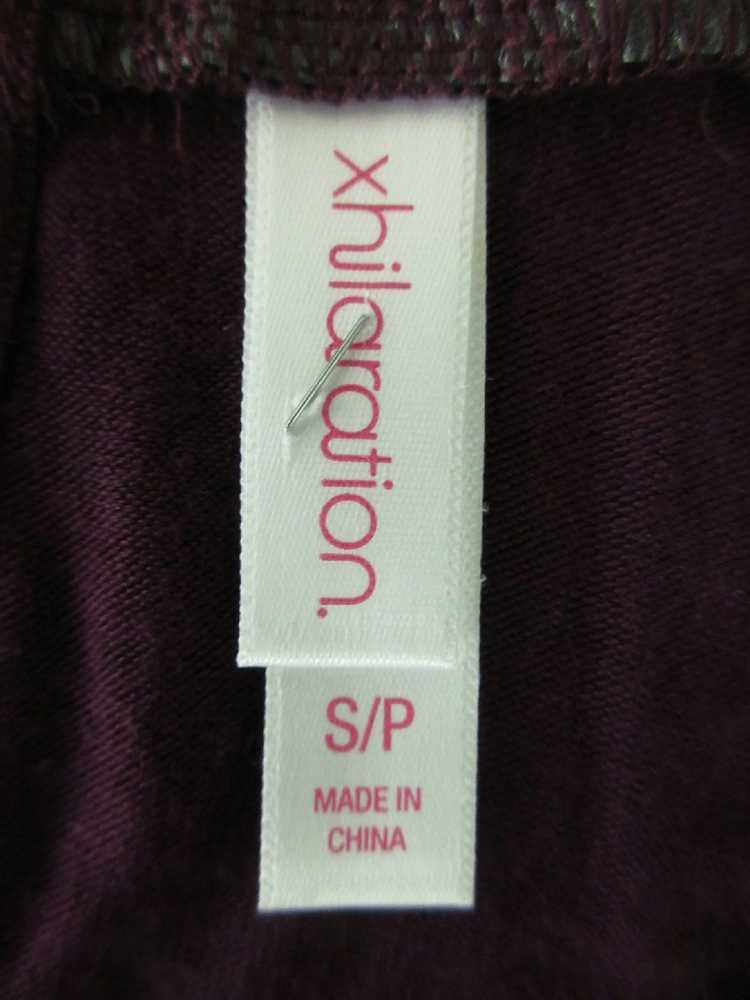 xhilaration.
S/P
MADE IN
CHINA